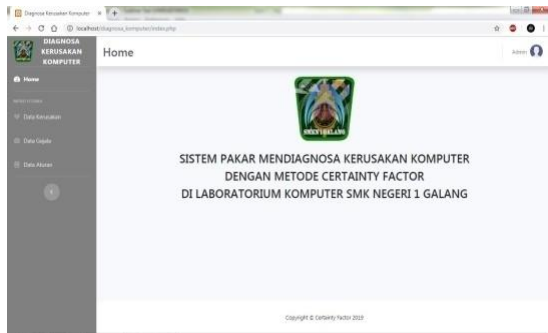 Diagnosa Kerusakan Komputer
localhost/diagnosa_komputer/index.php
DIAGNOSA
KERUSAKAN
KOMPUTER
Home
Admin
Home
Data Kerusakan
Data Gejala
Data Aturan
SMKN 1 GALANG
SISTEM PAKAR MENDIAGNOSA KERUSAKAN KOMPUTER
DENGAN METODE CERTAINTY FACTOR
DI LABORATORIUM KOMPUTER SMK NEGERI 1 GALANG
Copyright © Certainty Factor 2019